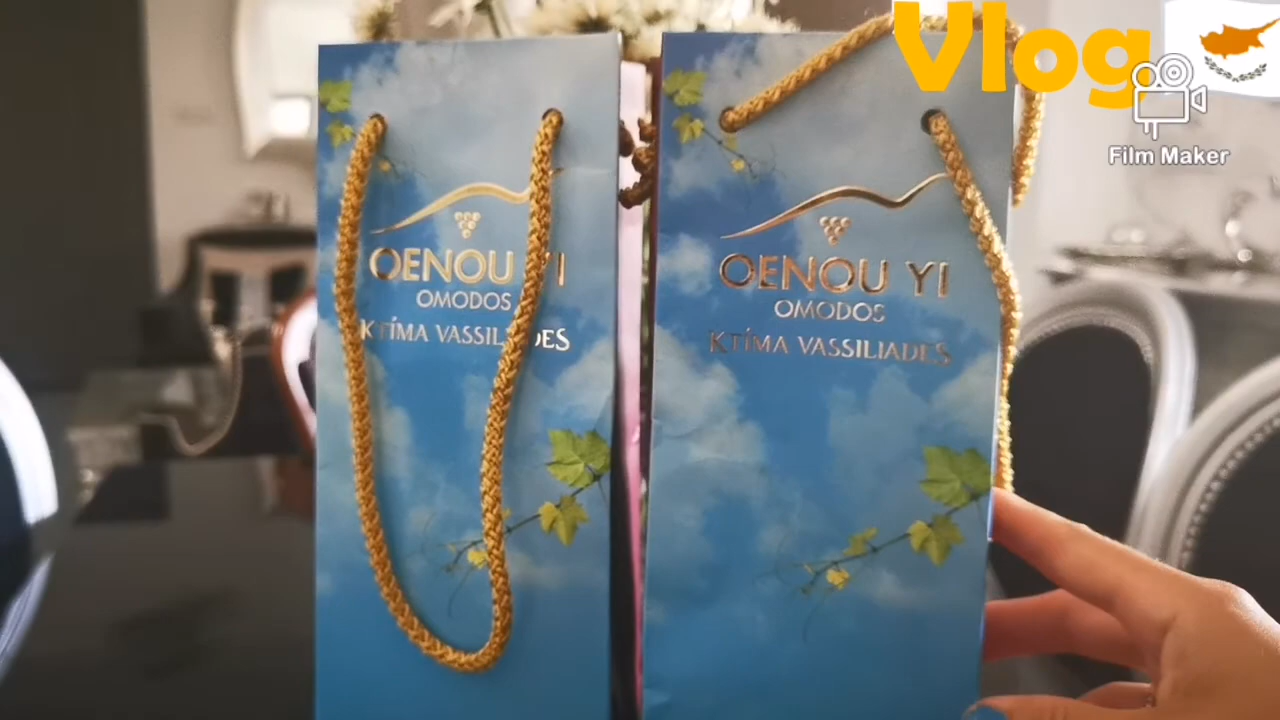 Vlog
Film Maker
OENOU YI
OMODOS
KTÍMA VASSILIADES
OENOU YI
OMODOS
KTÍMA VASSILIADES